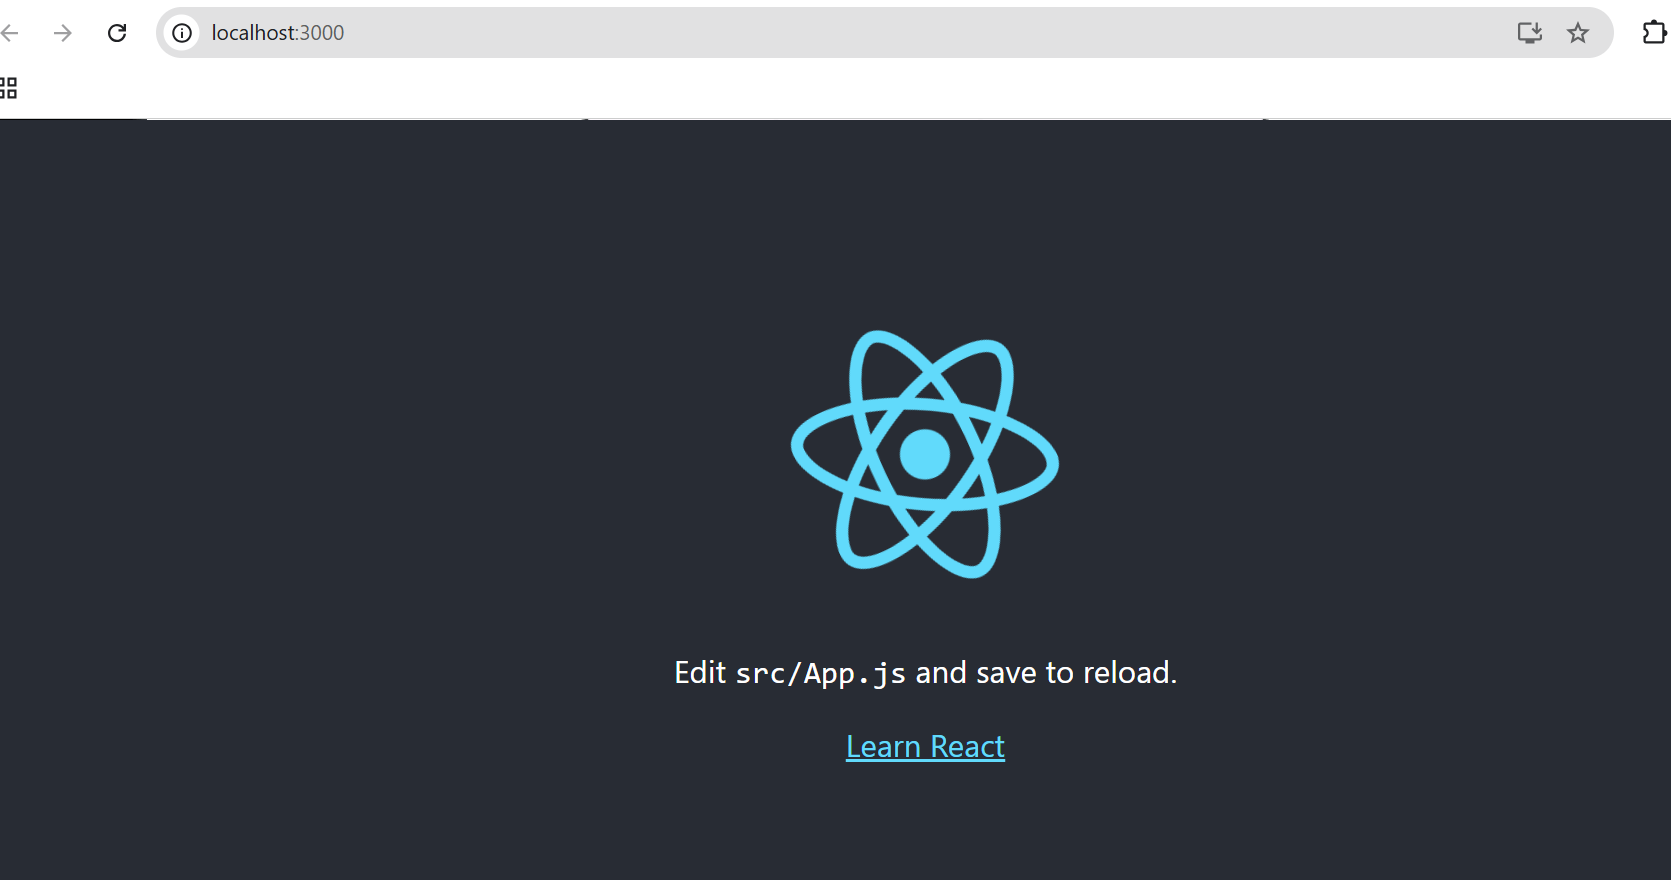 localhost:3000
Edit src/App.js and save to reload.
Learn React